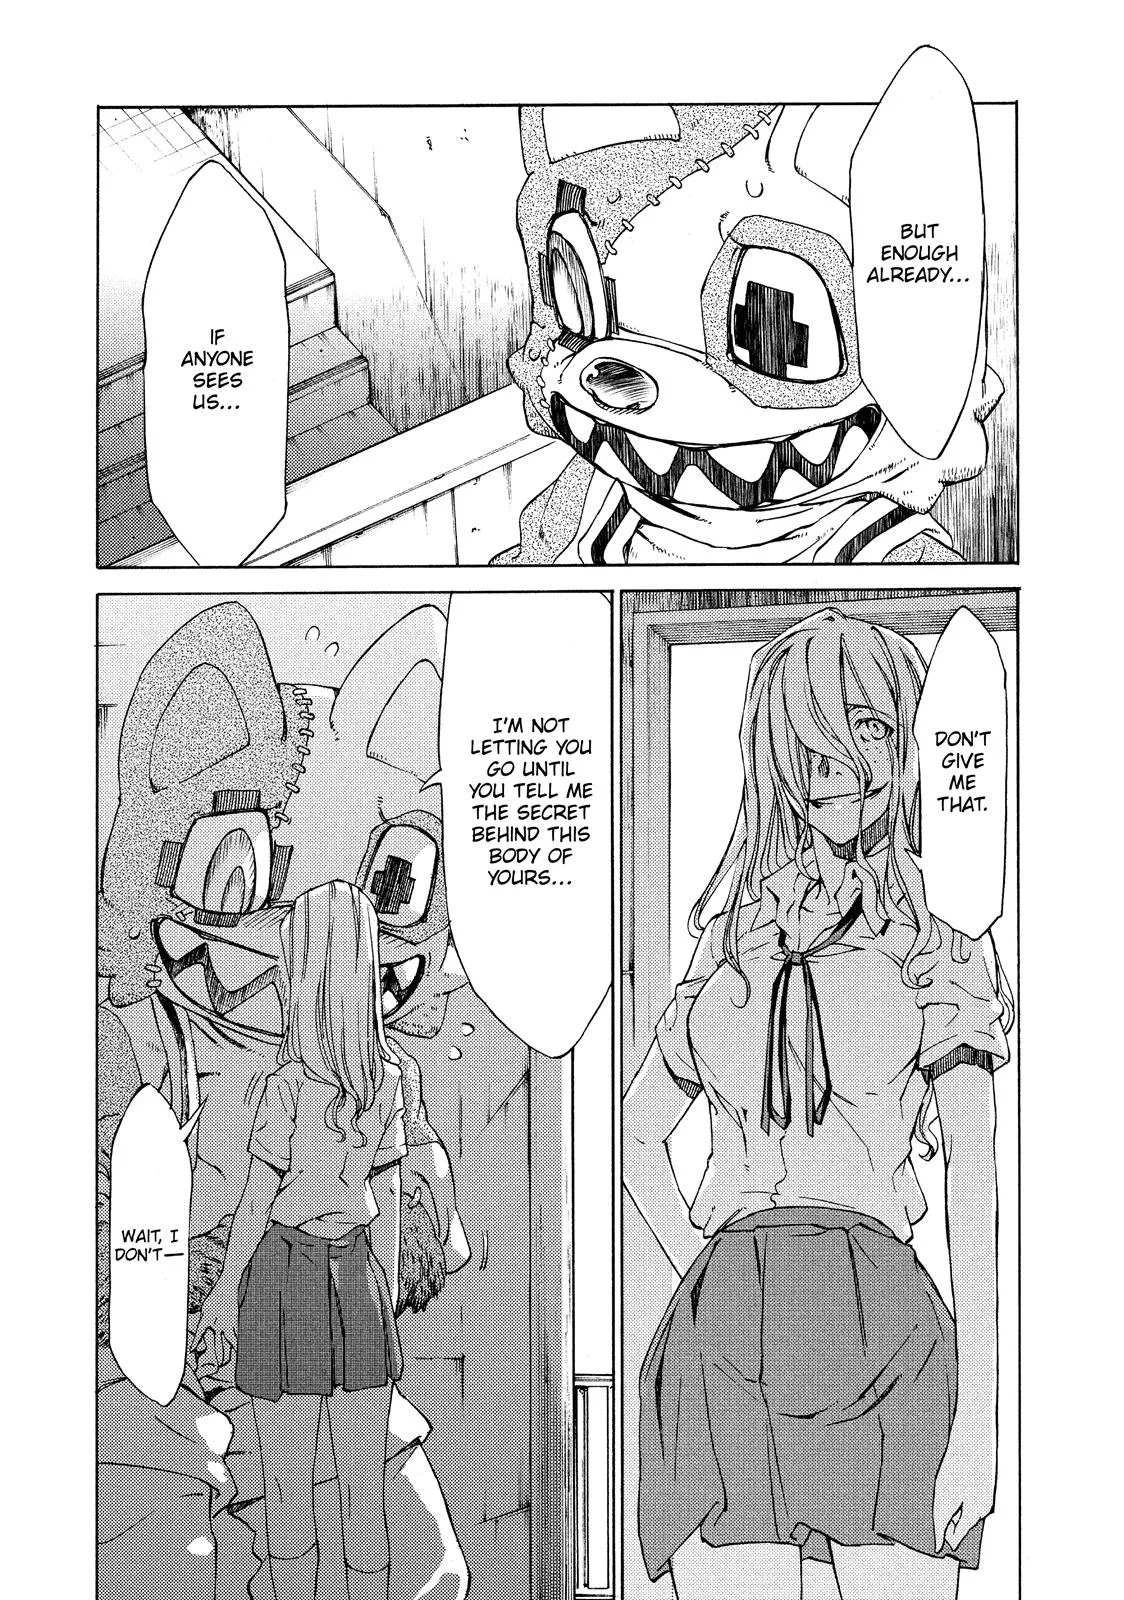 BUT
ENOUGH
ALREADY...
IF
ANYONE
SEES
US...
DON'T
GIVE
ME
THAT.
I'M NOT
LETTING YOU
GO UNTIL
YOU TELL ME
THE SECRET
BEHIND THIS
BODY OF
YOURS...
WAIT, I
DON'T—